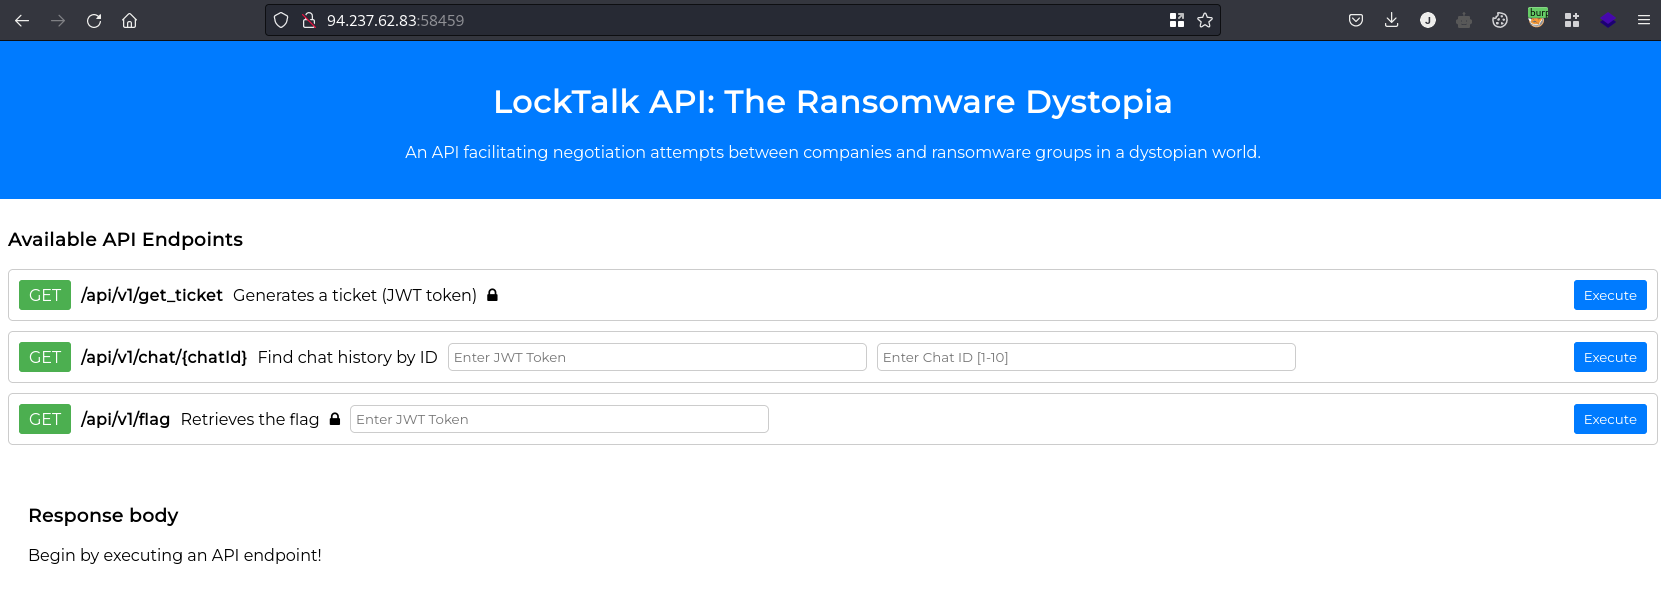 94.237.62.83:58459
J
burp
LockTalk API: The Ransomware Dystopia
An API facilitating negotiation attempts between companies and ransomware groups in a dystopian world.
Available API Endpoints
GET /api/v1/get_ticket Generates a ticket (JWT token) Execute
GET /api/v1/chat/{chatId} Find chat history by ID Enter JWT Token Enter Chat ID [1-10] Execute
GET /api/v1/flag Retrieves the flag Enter JWT Token Execute
Response body
Begin by executing an API endpoint!